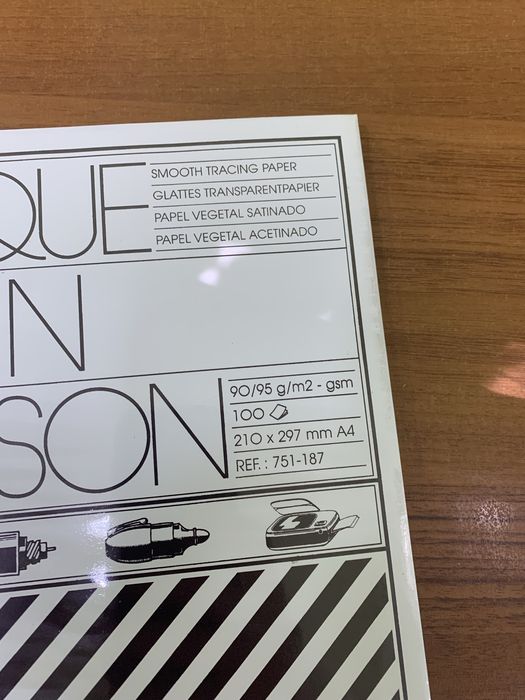 QUE
SMOOTH TRACING PAPER
GLATTES TRANSPARENTPAPIER
PAPEL VEGETAL SATINADO
PAPEL VEGETAL ACETINADO
N
SON
90/95 g/m2 - gsm
100
210 x 297 mm A4
REF. : 751-187